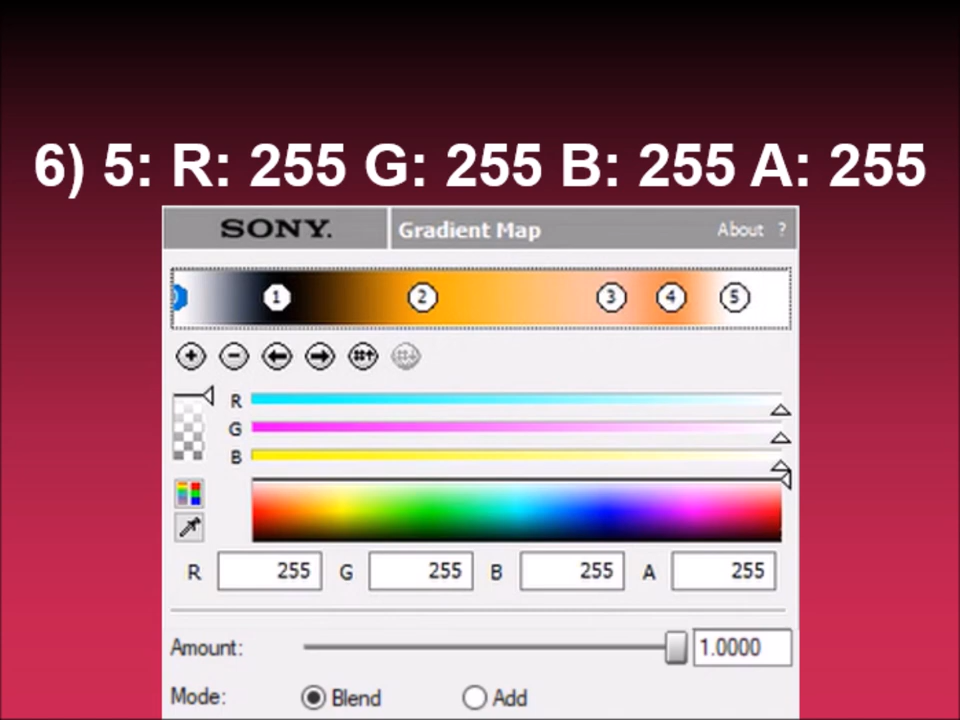 6) 5: R: 255 G: 255 B: 255 A: 255
SONY. Gradient Map About ?
1 2 3 4 5
R
G
B
R 255 G 255 B 255 A 255
Amount: 1.0000
Mode: Blend Add